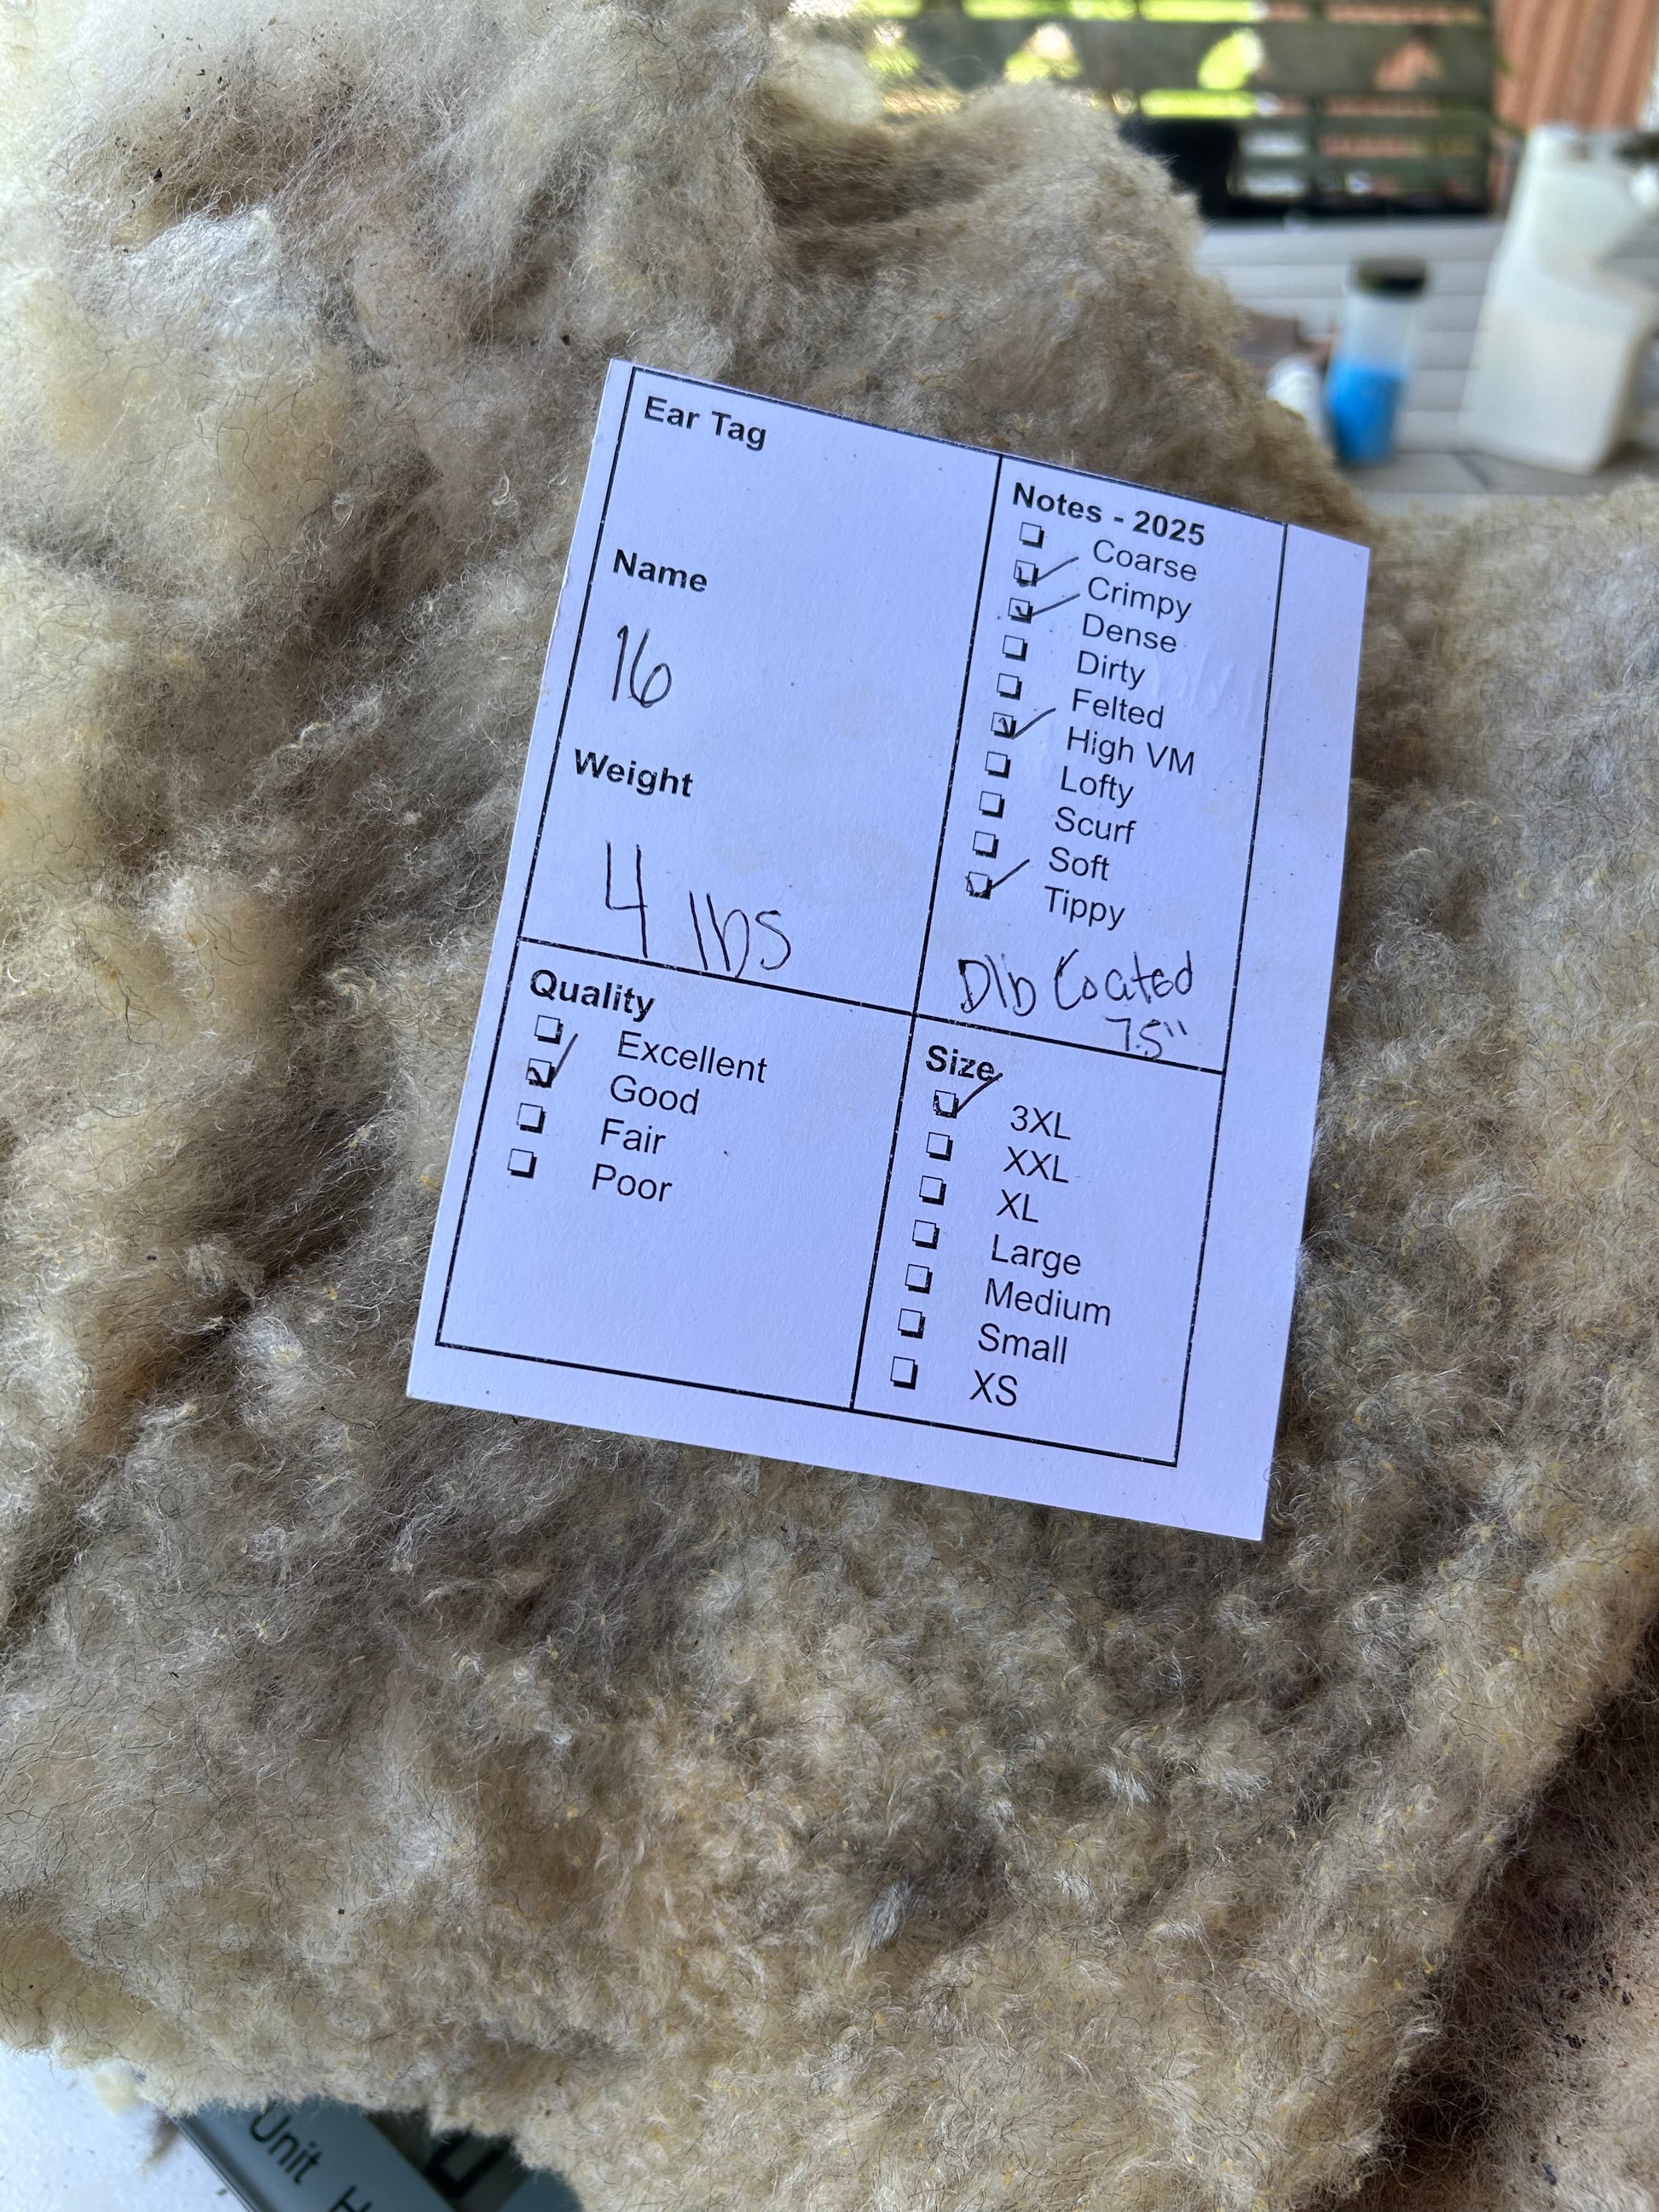 Ear Tag
Name
16
Weight
4 lbs
Notes - 2025
Coarse
Crimpy
Dense
Dirty
Felted
High VM
Lofty
Scurf
Soft
Tippy
Dlb Coated
7.5"
Quality
Excellent
Good
Fair
Poor
Size
3XL
XXL
XL
Large
Medium
Small
XS
Unit